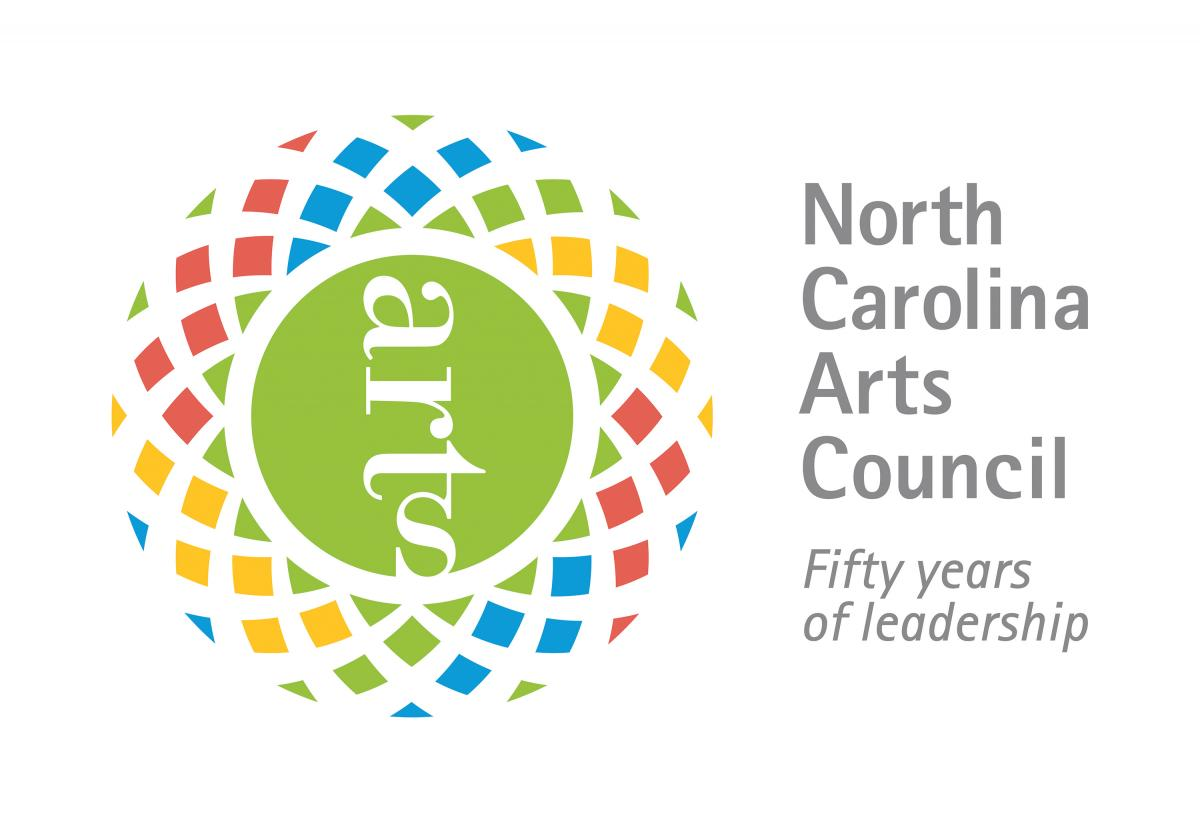 arts
North
Carolina
Arts
Council
Fifty years
of leadership